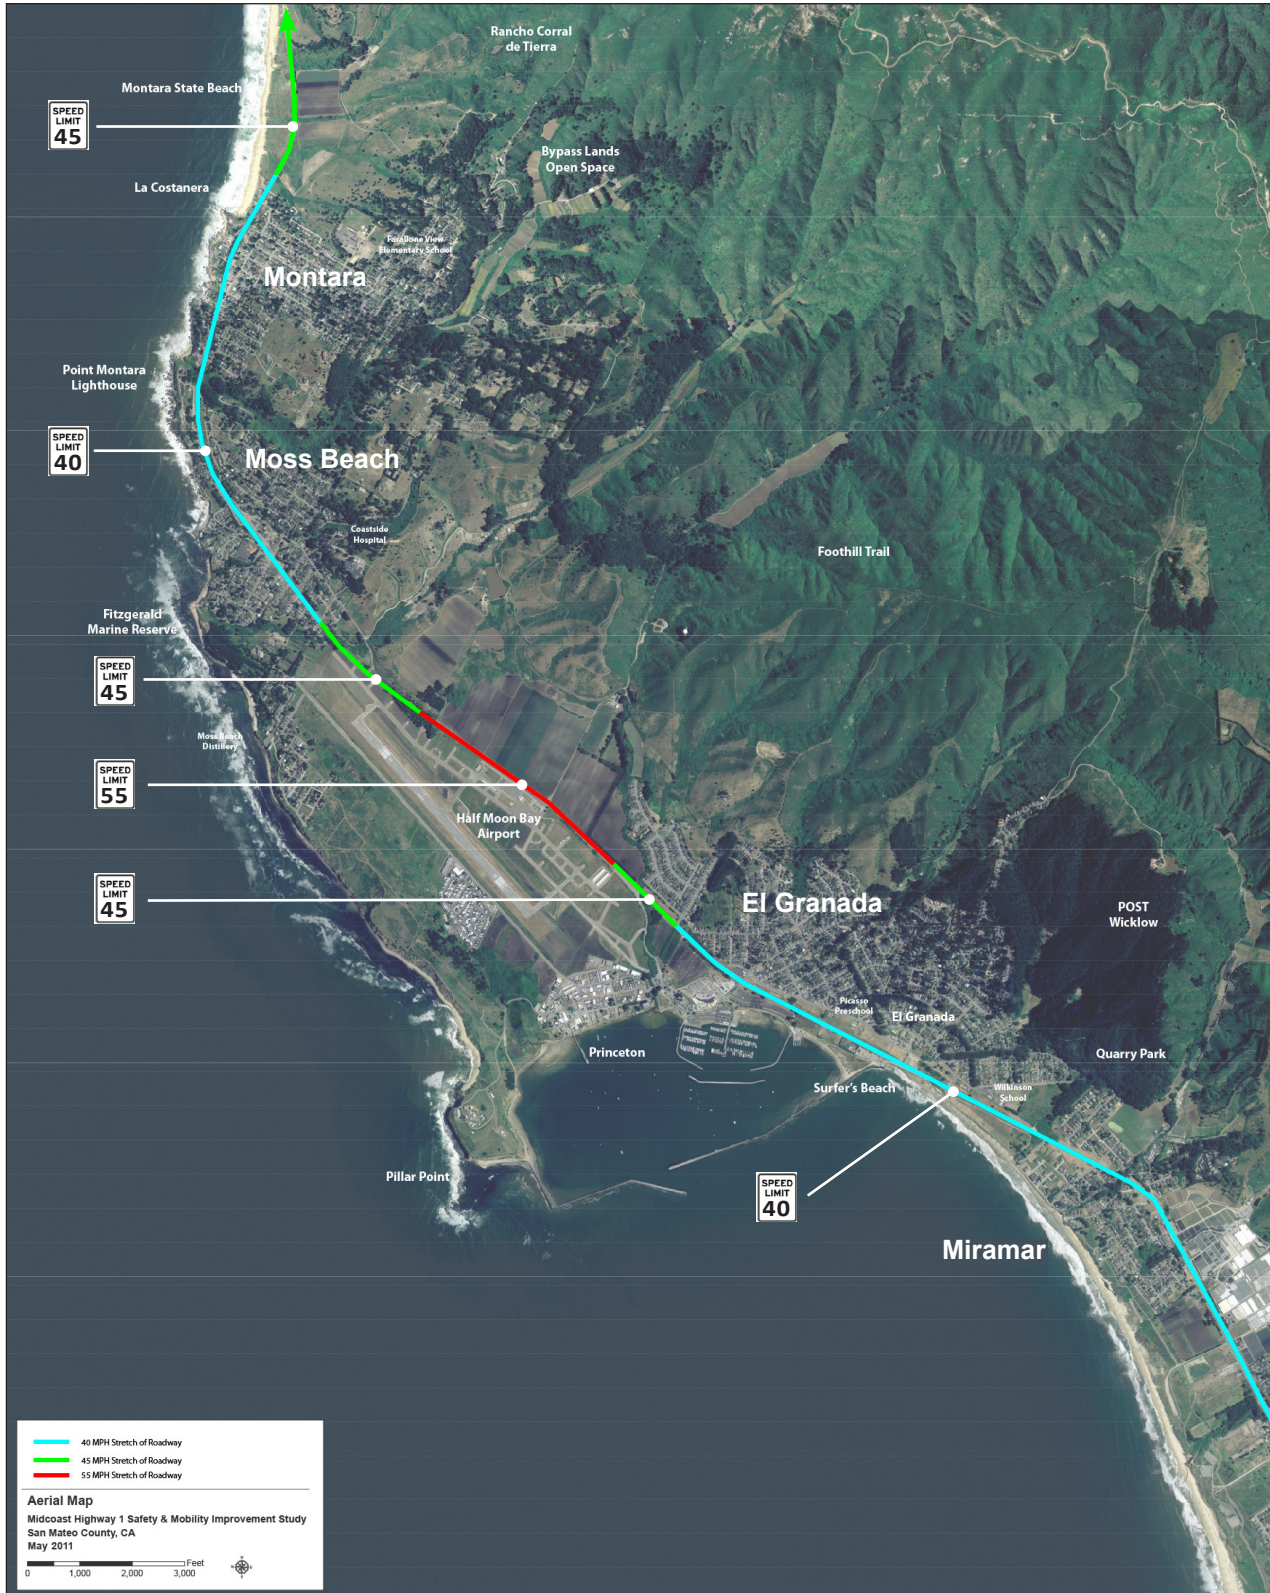 Rancho Corral
de Tierra
Montara State Beach
SPEED
LIMIT
45
Bypass Lands
Open Space
La Costanera
Farallone View
Elementary School
Montara
Point Montara
Lighthouse
SPEED
LIMIT
40
Moss Beach
Coastside
Hospital
Foothill Trail
Fitzgerald
Marine Reserve
SPEED
LIMIT
45
Moss Beach
Distillery
SPEED
LIMIT
55
Half Moon Bay
Airport
SPEED
LIMIT
45
El Granada
POST
Wicklow
Picasso
Preschool
El Granada
Princeton
Quarry Park
Surfer's Beach
Wilkinson
School
Pillar Point
SPEED
LIMIT
40
Miramar
40 MPH Stretch of Roadway
45 MPH Stretch of Roadway
55 MPH Stretch of Roadway
Aerial Map
Midcoast Highway 1 Safety & Mobility Improvement Study
San Mateo County, CA
May 2011
Feet
0 1,000 2,000 3,000